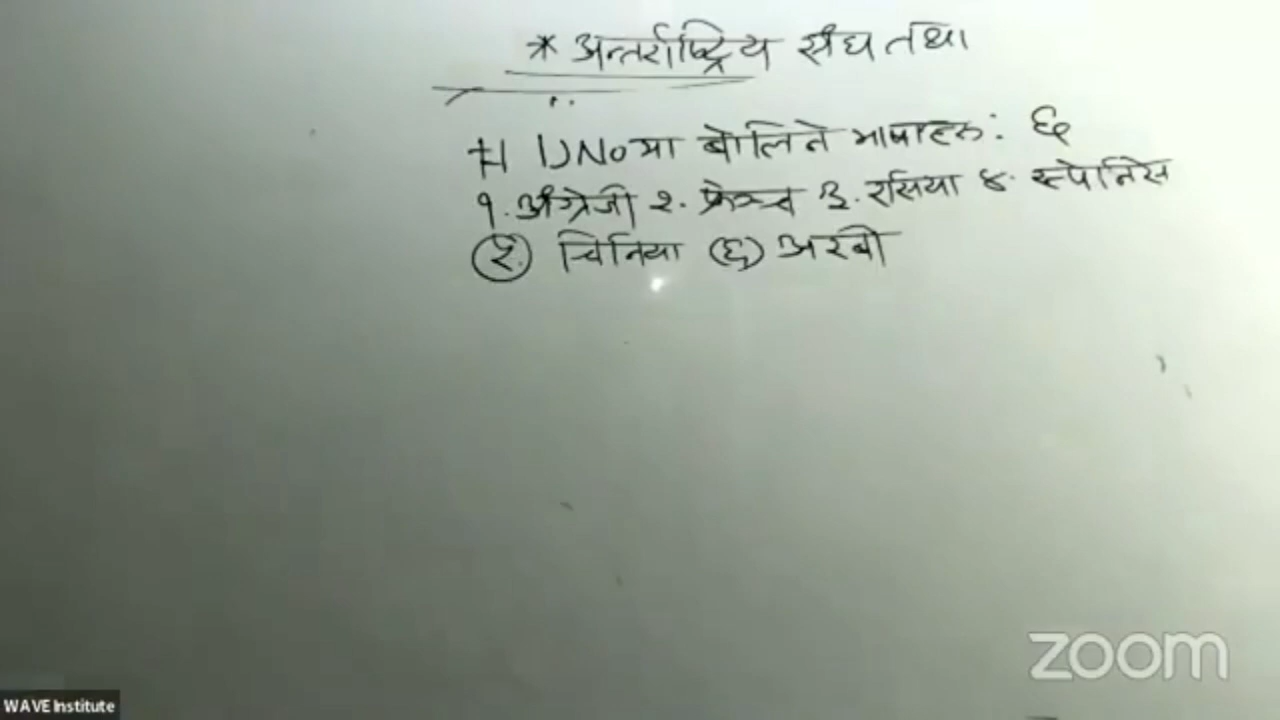 * अन्तर्राष्ट्रिय संघ तथा
# UNO मा बोलिने भाषाहरु: ६
१. अंग्रेजी २. फ्रेन्च ३. रसिया ४. स्पेनिस
५. चिनिया (६) अरबी
zoom
WAVE Institute